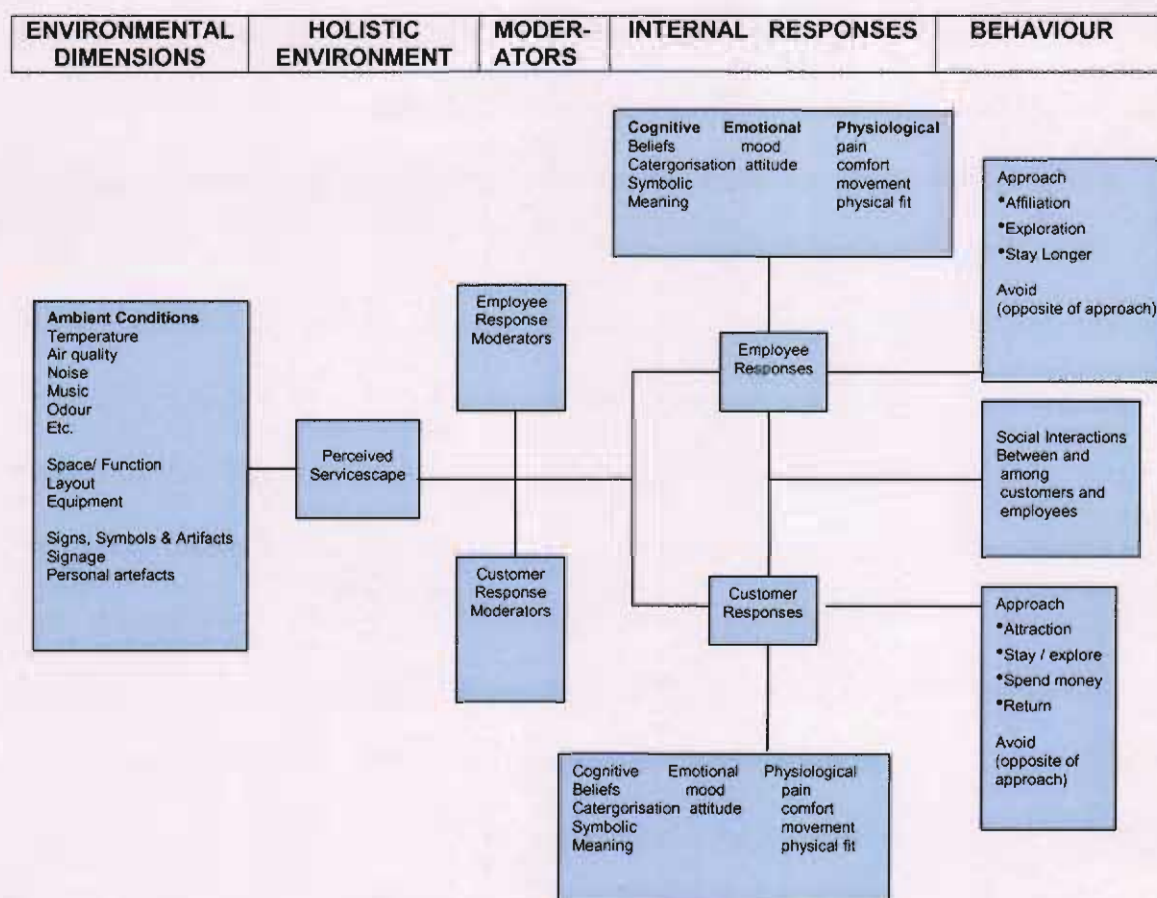 ENVIRONMENTAL DIMENSIONS
HOLISTIC ENVIRONMENT
MODER-ATORS
INTERNAL RESPONSES
BEHAVIOUR
Cognitive Emotional Physiological
Beliefs mood pain
Catergorisation attitude comfort
Symbolic movement
Meaning physical fit
Approach
•Affiliation
•Exploration
•Stay Longer
Avoid
(opposite of approach)
Ambient Conditions
Temperature
Air quality
Noise
Music
Odour
Etc.
Space/ Function
Layout
Equipment
Signs, Symbols & Artifacts
Signage
Personal artefacts
Perceived
Servicescape
Employee
Response
Moderators
Customer
Response
Moderators
Employee
Responses
Customer
Responses
Social Interactions
Between and
among
customers and
employees
Approach
•Attraction
•Stay / explore
•Spend money
•Return
Avoid
(opposite of
approach)
Cognitive Emotional Physiological
Beliefs mood pain
Catergorisation attitude comfort
Symbolic movement
Meaning physical fit